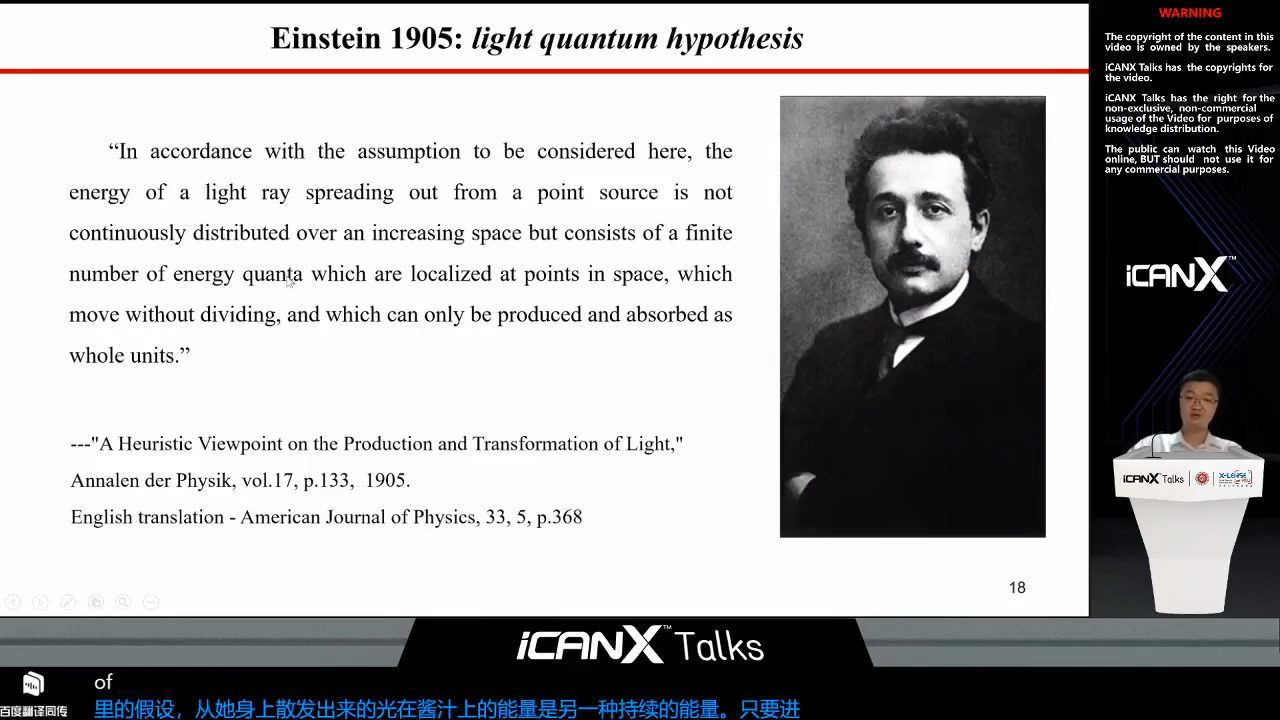 Einstein 1905: light quantum hypothesis
“In accordance with the assumption to be considered here, the
energy of a light ray spreading out from a point source is not
continuously distributed over an increasing space but consists of a finite
number of energy quanta which are localized at points in space, which
move without dividing, and which can only be produced and absorbed as
whole units.”
---"A Heuristic Viewpoint on the Production and Transformation of Light,"
Annalen der Physik, vol.17, p.133, 1905.
English translation - American Journal of Physics, 33, 5, p.368
18
WARNING
The copyright of the content in this
video is owned by the speakers.
iCANX Talks has the copyrights for
the video.
iCANX Talks has the right for the
non-exclusive, non-commercial
usage of the Video for purposes of
knowledge distribution.
The public can watch this Video
online, BUT should not use it for
any commercial purposes.
iCANX™
iCANX Talks
X-LENSE
iCANX™ Talks
百度翻译同传
of
里的假设，从她身上散发出来的光在酱汁上的能量是另一种持续的能量。只要进